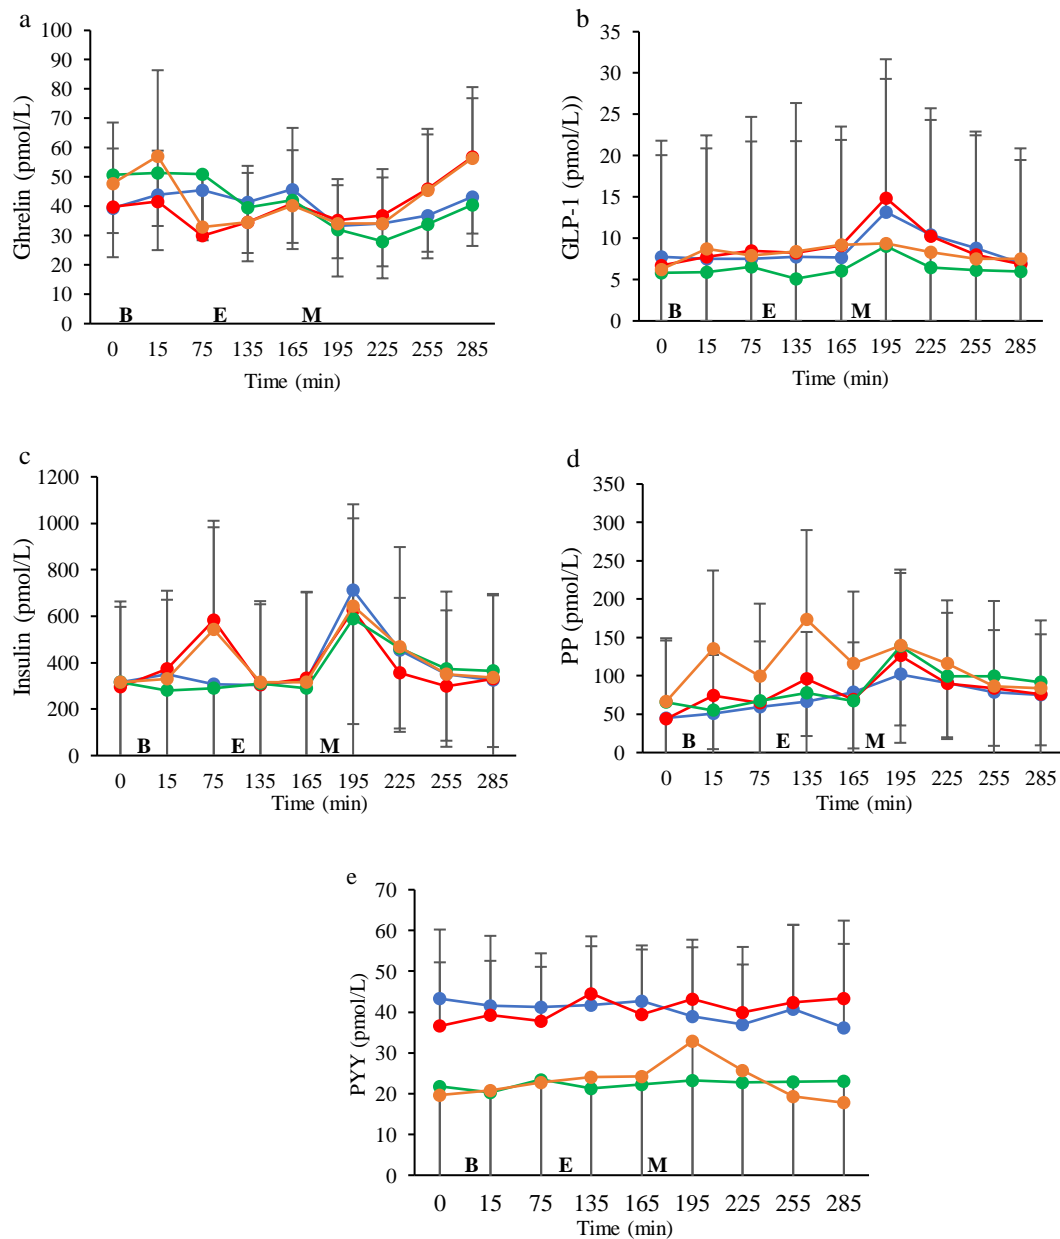 a
Ghrelin (pmol/L)
100
90
80
70
60
50
40
30
20
10
0
B E M
0 15 75 135 165 195 225 255 285
Time (min)
b
GLP-1 (pmol/L))
35
30
25
20
15
10
5
0
B E M
0 15 75 135 165 195 225 255 285
Time (min)
c
Insulin (pmol/L)
1200
1000
800
600
400
200
0
B E M
0 15 75 135 165 195 225 255 285
Time (min)
d
PP (pmol/L)
350
300
250
200
150
100
50
0
B E M
0 15 75 135 165 195 225 255 285
Time (min)
e
PYY (pmol/L)
70
60
50
40
30
20
10
0
B E M
0 15 75 135 165 195 225 255 285
Time (min)